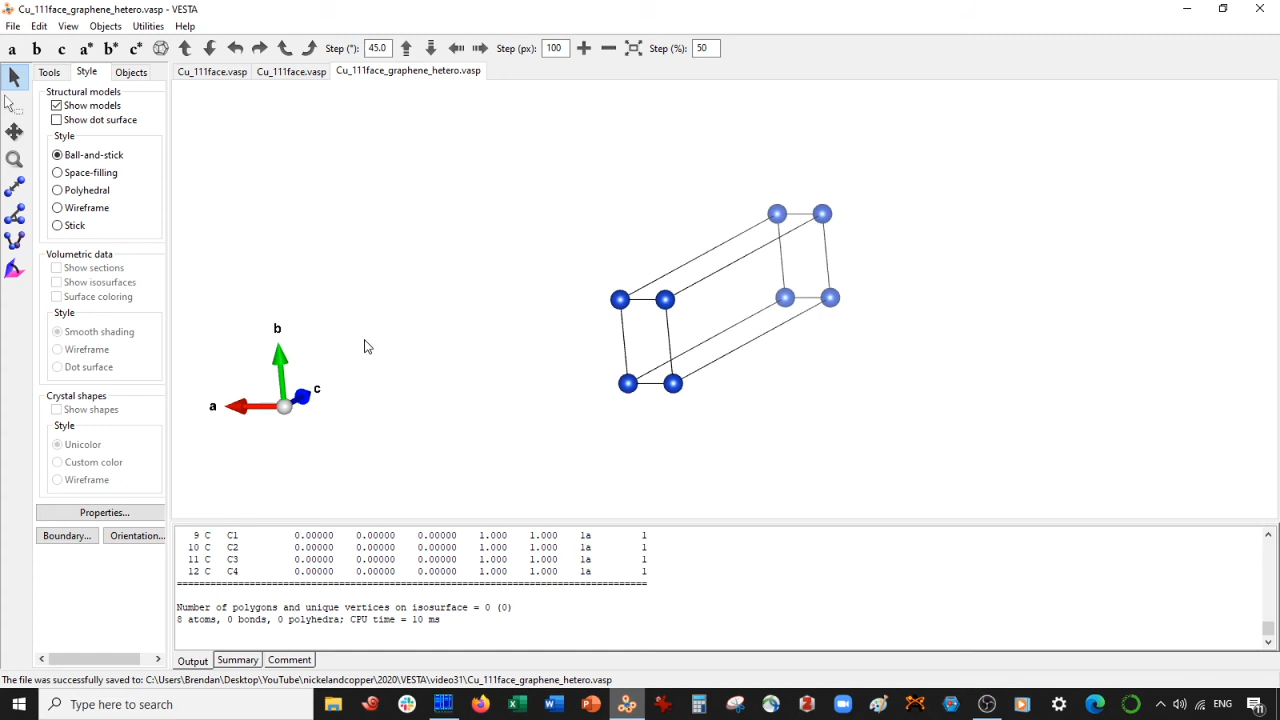 Cu_111face_graphene_hetero.vasp - VESTA
File Edit View Objects Utilities Help
a b c a* b* c* Step (°): 45.0 Step (px): 100 Step (%): 50
Tools Style Objects
Cu_111face.vasp Cu_111face.vasp Cu_111face_graphene_hetero.vasp
Structural models
Show models
Show dot surface
Style
Ball-and-stick
Space-filling
Polyhedral
Wireframe
Stick
Volumetric data
Show sections
Show isosurfaces
Surface coloring
Style
Smooth shading
Wireframe
Dot surface
Crystal shapes
Show shapes
Style
Unicolor
Custom color
Wireframe
Properties...
Boundary... Orientation...
b
c
a
9 C C1 0.00000 0.00000 0.00000 1.000 1.000 1a 1
10 C C2 0.00000 0.00000 0.00000 1.000 1.000 1a 1
11 C C3 0.00000 0.00000 0.00000 1.000 1.000 1a 1
12 C C4 0.00000 0.00000 0.00000 1.000 1.000 1a 1
================================================================================
Number of polygons and unique vertices on isosurface = 0 (0)
8 atoms, 0 bonds, 0 polyhedra; CPU time = 10 ms
Output Summary Comment
The file was successfully saved to: C:\Users\Brendan\Desktop\YouTube\nickelandcopper\2020\VESTA\video31\Cu_111face_graphene_hetero.vasp
Type here to search
ENG
11